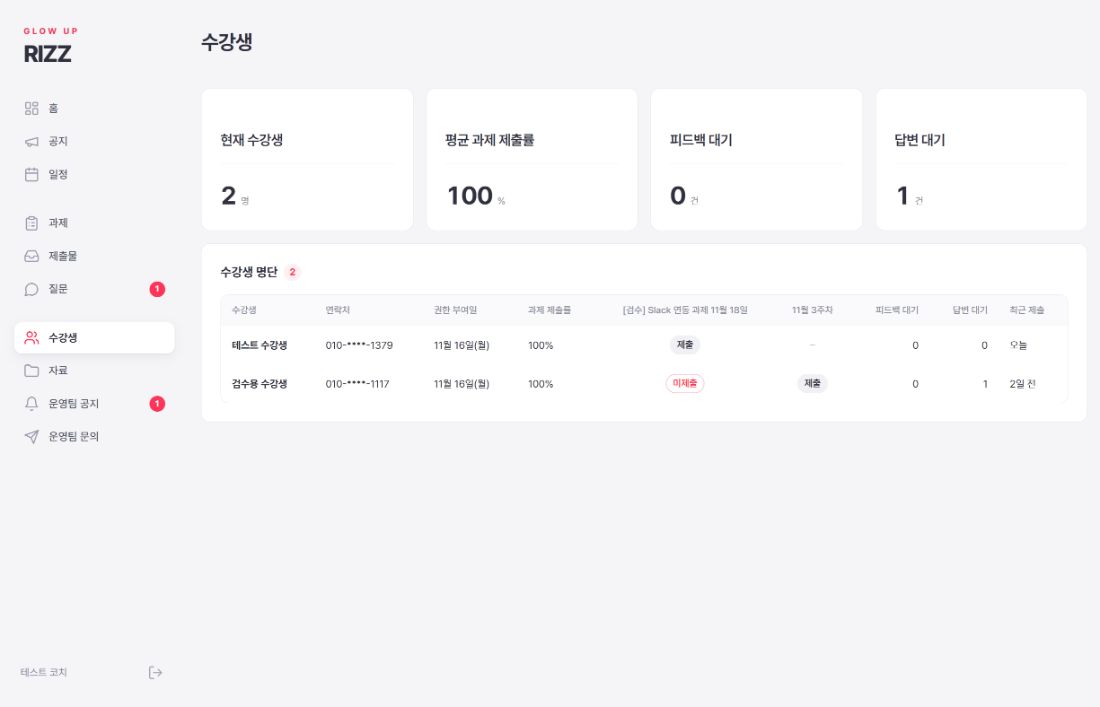 GLOW UP
RIZZ
홈
공지
일정
과제
제출물
질문 1
수강생
자료
운영팀 공지 1
운영팀 문의
테스트 코치
수강생
현재 수강생
2 명
평균 과제 제출률
100 %
피드백 대기
0 건
답변 대기
1 건
수강생 명단 2
수강생 연락처 권한 부여일 과제 제출률 [검수] Slack 연동 과제 11월 18일 11월 3주차 피드백 대기 답변 대기 최근 제출
테스트 수강생 010-****-1379 11월 16일(월) 100% 제출 – 0 0 오늘
검수용 수강생 010-****-1117 11월 16일(월) 100% 미제출 제출 0 1 2일 전